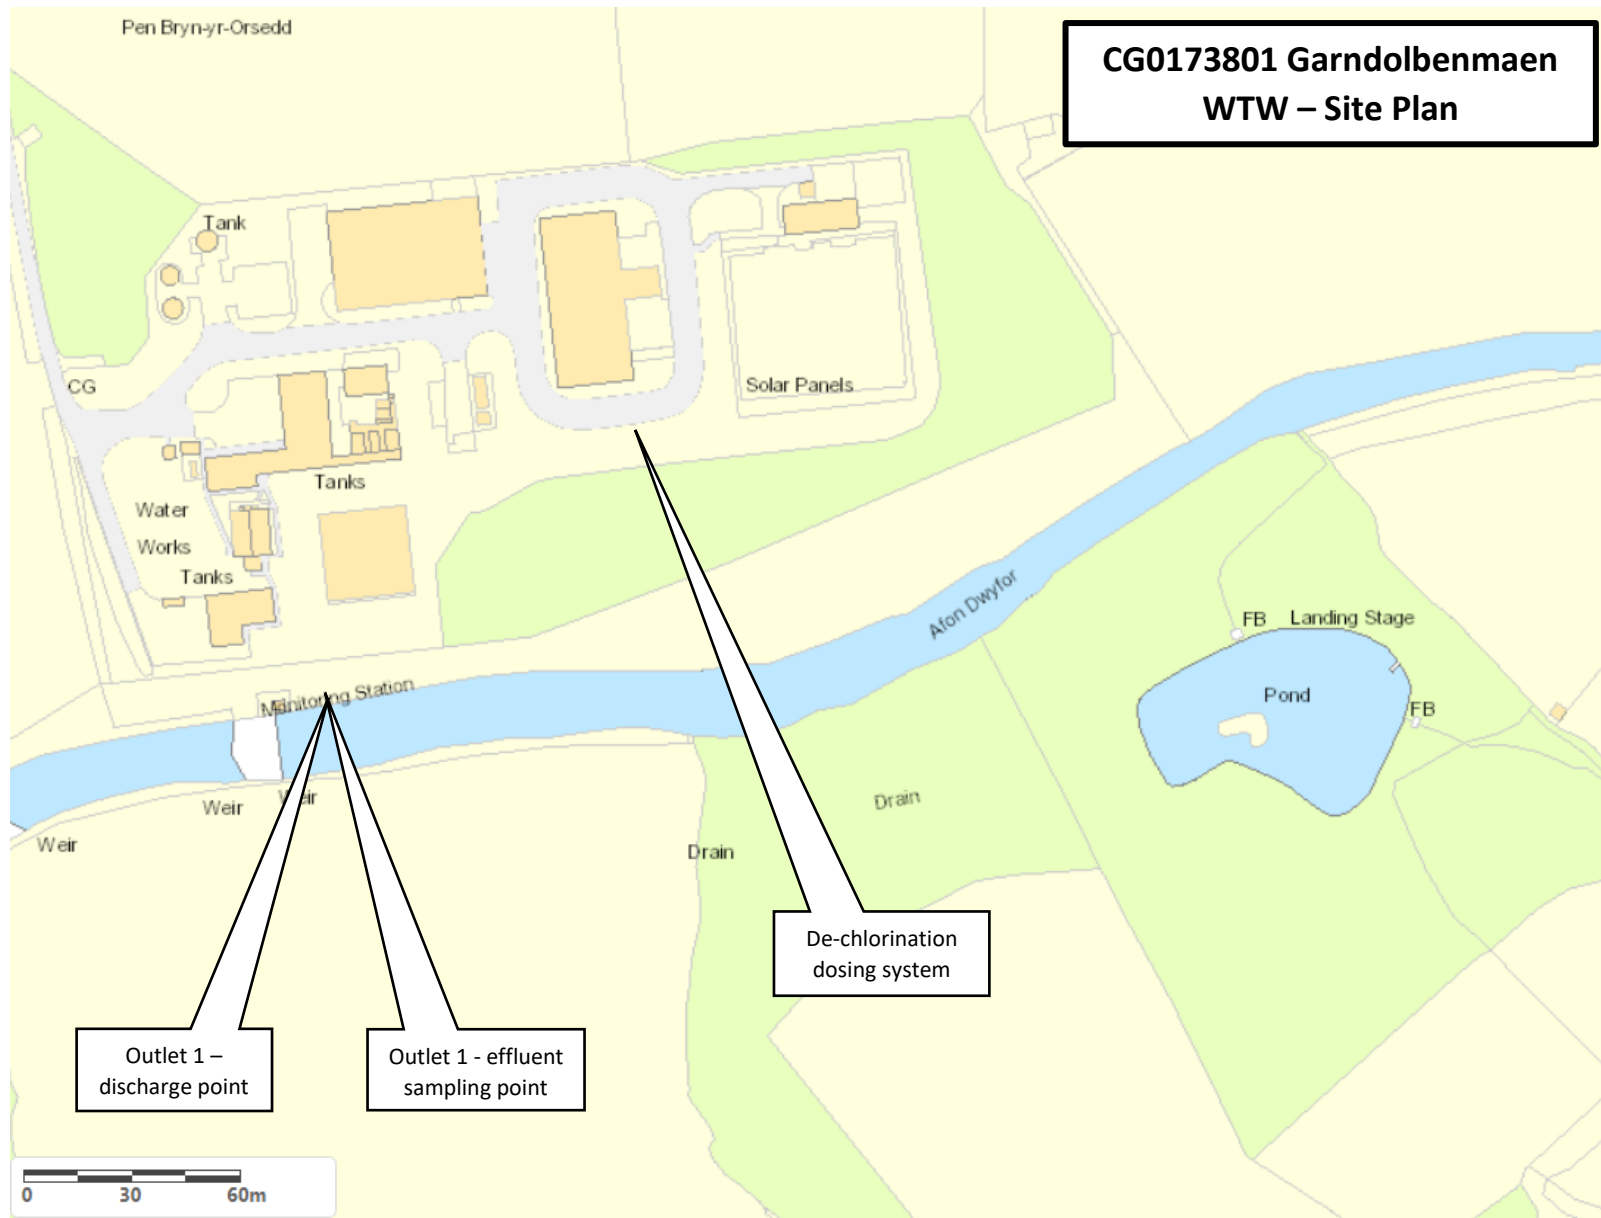 Pen Bryn-yr-Orsedd
CG0173801 Garndolbenmaen
WTW – Site Plan
Tank
CG
Solar Panels
Tanks
Water
Works
Tanks
Afon Dwyfor
FB
Landing Stage
Monitoring Station
Pond
FB
Weir
Weir
Weir
Drain
Drain
De-chlorination
dosing system
Outlet 1 –
discharge point
Outlet 1 - effluent
sampling point
0 30 60m